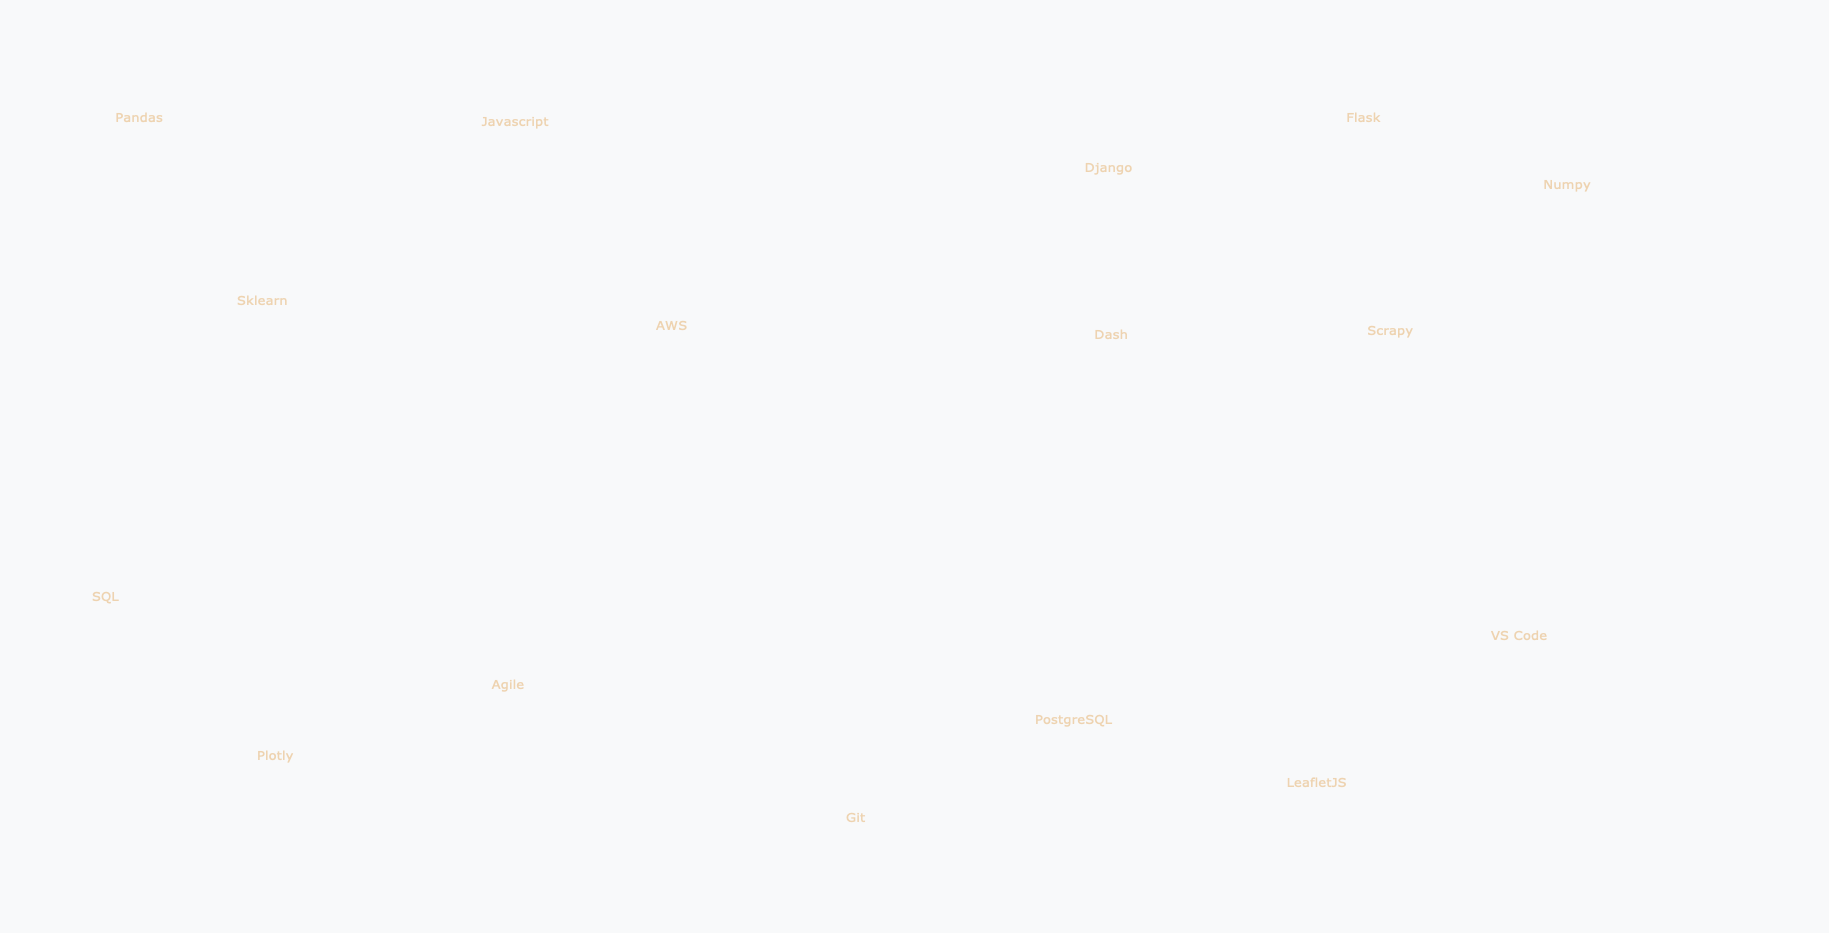 Pandas
Javascript
Flask
Django
Numpy
Sklearn
AWS
Dash
Scrapy
SQL
VS Code
Agile
PostgreSQL
Plotly
LeafletJS
Git